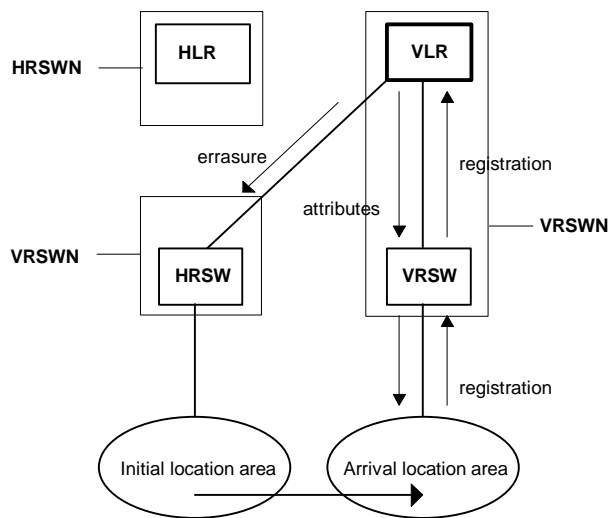 HLR
VLR
HRSWN
errasure
registration
attributes
VRSWN
VRSWN
HRSW
VRSW
registration
Initial location area
Arrival location area